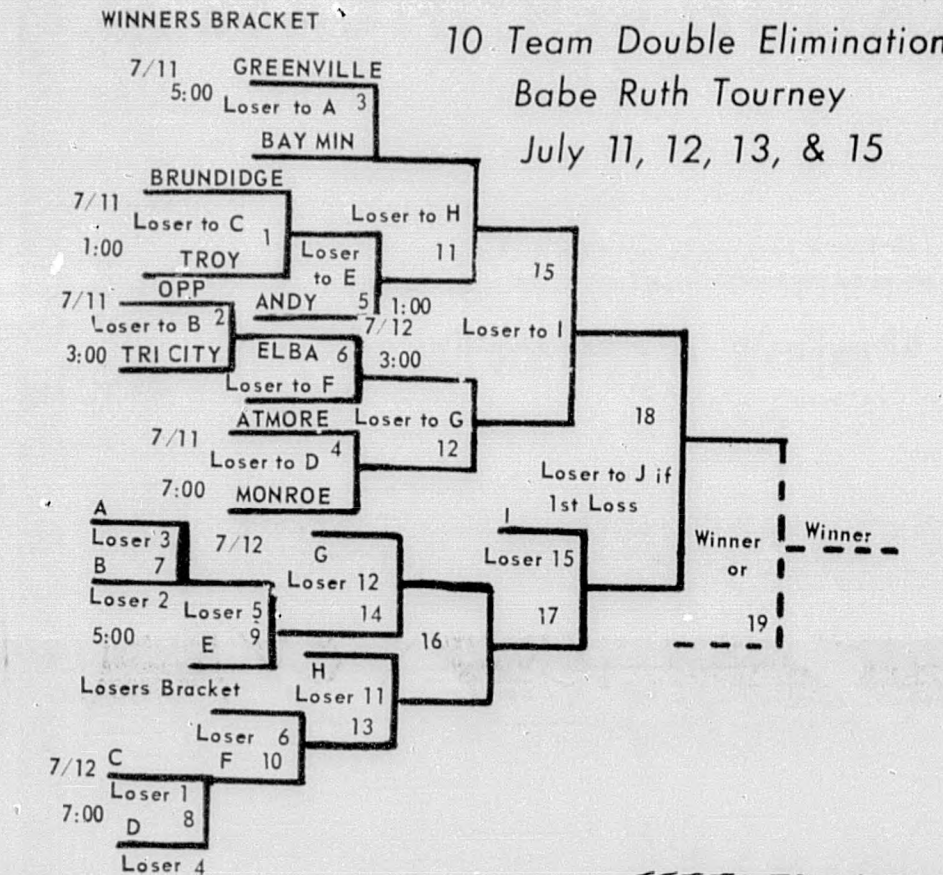 WINNERS BRACKET
10 Team Double Elimination
Babe Ruth Tourney
July 11, 12, 13, & 15
7/11 GREENVILLE
5:00 Loser to A 3
BAY MIN
BRUNDIDGE
7/11
Loser to C 1
1:00
TROY
Loser to H
11
Loser
to E
ANDY 5 1:00
7/12
15
OPP
7/11
Loser to B 2
3:00 TRI CITY
ELBA 6 3:00
Loser to F
Loser to I
ATMORE Loser to G
7/11
Loser to D 4
12
7:00 MONROE
18
Loser to J if
1st Loss
A
Loser 3
7/12
B 7
Loser 2
5:00
Loser 5
E 9
Losers Bracket
G
Loser 12
14
16
I
Loser 15
17
Winner
or
19
Winner
H
Loser 11
13
Loser 6
F 10
7/12 C
Loser 1
7:00 8
D
Loser 4